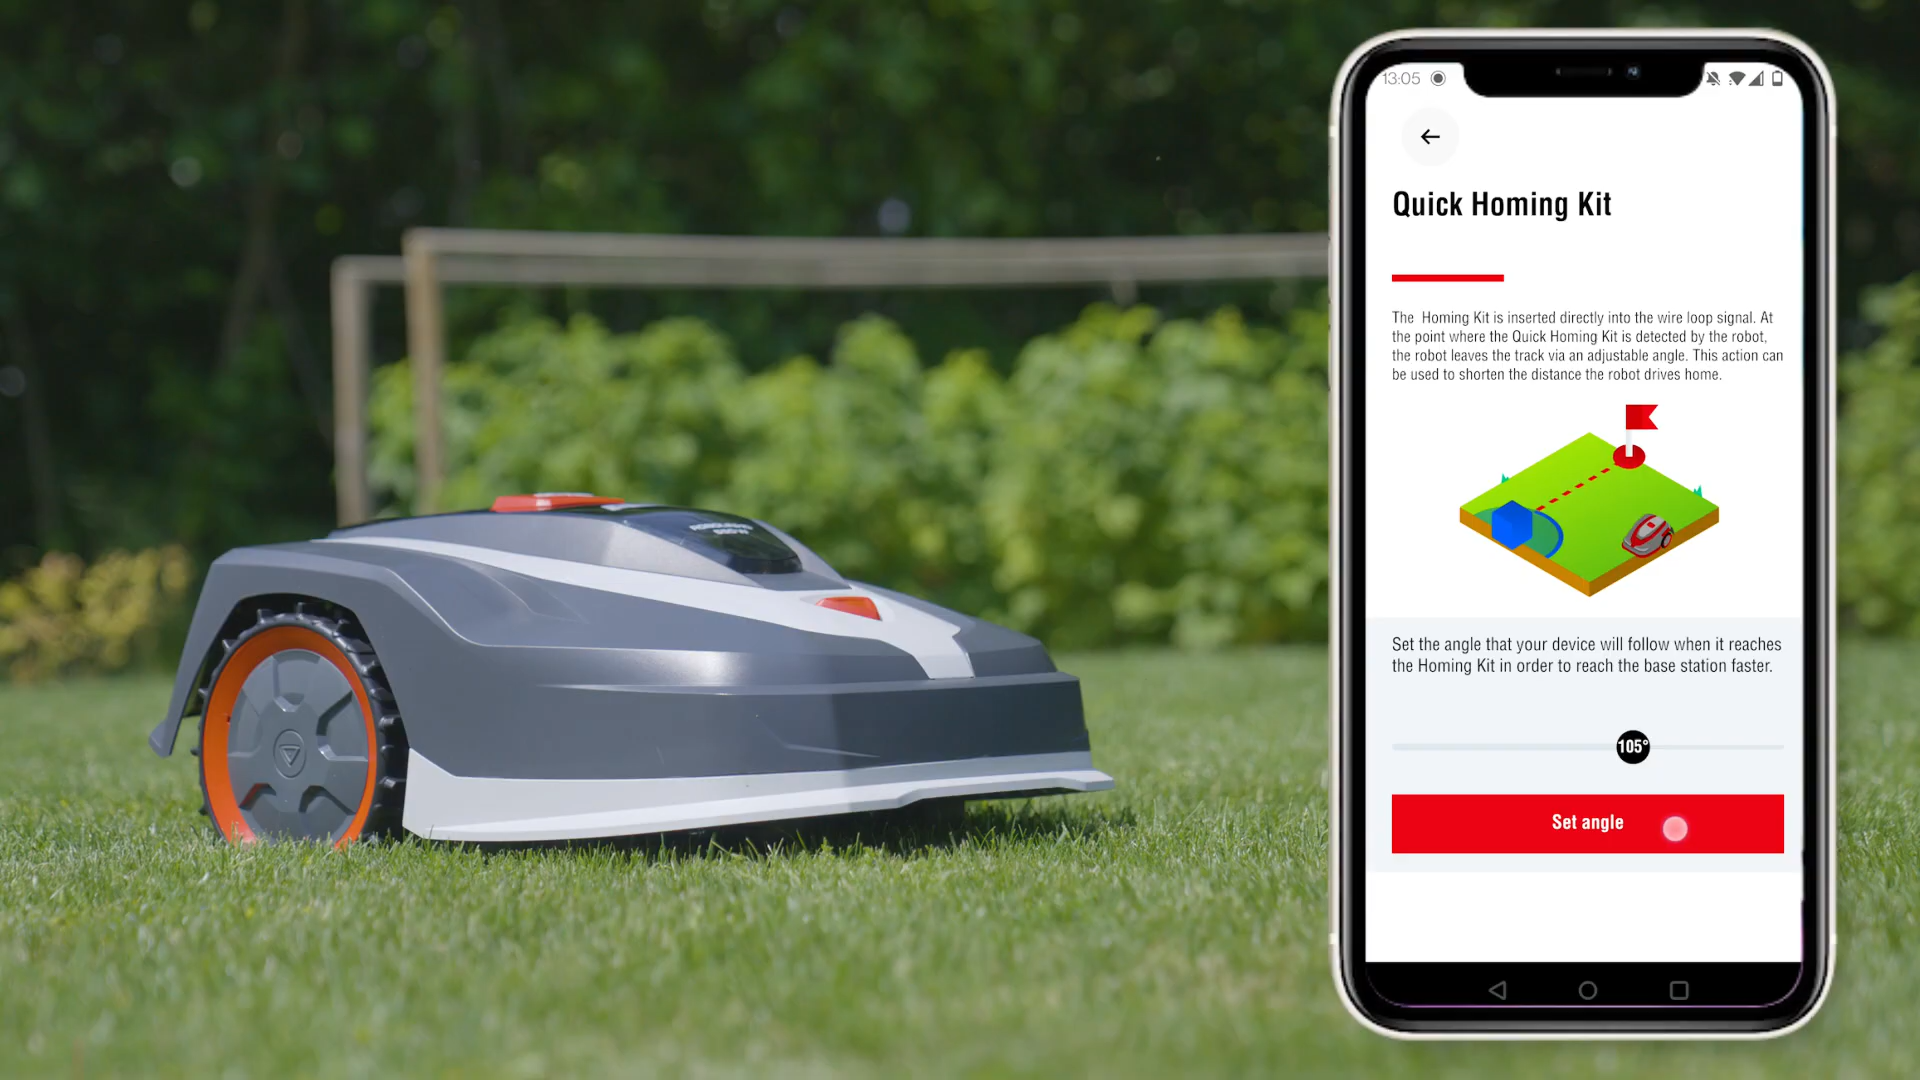 13:05
Quick Homing Kit
The Homing Kit is inserted directly into the wire loop signal. At
the point where the Quick Homing Kit is detected by the robot,
the robot leaves the track via an adjustable angle. This action can
be used to shorten the distance the robot drives home.
Set the angle that your device will follow when it reaches
the Homing Kit in order to reach the base station faster.
105°
Set angle